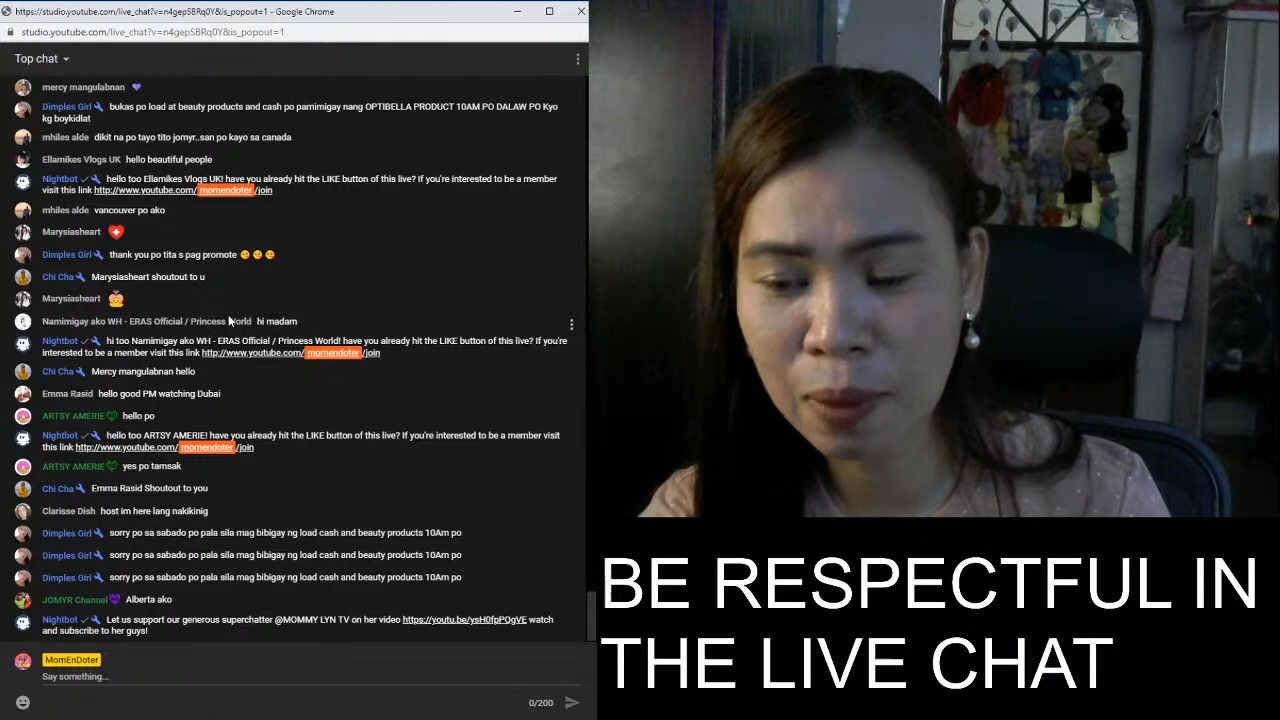 https://studio.youtube.com/live_chat?v=n4gepSBRq0Y&is_popout=1 - Google Chrome
studio.youtube.com/live_chat?v=n4gepSBRq0Y&is_popout=1
Top chat
mercy mangulabnan
Dimples Girl bukas po load at beauty products and cash po pamimigay nang OPTIBELLA PRODUCT 10AM PO DALAW PO Kyo
kg boykidlat
mhiles alde dikit na po tayo tito jomyr..san po kayo sa canada
Ellamikes Vlogs UK hello beautiful people
Nightbot hello too Ellamikes Vlogs UK! have you already hit the LIKE button of this live? If you're interested to be a member
visit this link http://www.youtube.com/momendoter/join
mhiles alde vancouver po ako
Marysiasheart
Dimples Girl thank you po tita s pag promote
Chi Cha Marysiasheart shoutout to u
Marysiasheart
Namimigay ako WH - ERAS Official / Princess World hi madam
Nightbot hi too Namimigay ako WH - ERAS Official / Princess World! have you already hit the LIKE button of this live? If you're
interested to be a member visit this link http://www.youtube.com/momendoter/join
Chi Cha Mercy mangulabnan hello
Emma Rasid hello good PM watching Dubai
ARTSY AMERIE hello po
Nightbot hello too ARTSY AMERIE! have you already hit the LIKE button of this live? If you're interested to be a member visit
this link http://www.youtube.com/momendoter/join
ARTSY AMERIE yes po tamsak
Chi Cha Emma Rasid Shoutout to you
Clarisse Dish host im here lang nakikinig
Dimples Girl sorry po sa sabado po pala sila mag bibigay ng load cash and beauty products 10Am po
Dimples Girl sorry po sa sabado po pala sila mag bibigay ng load cash and beauty products 10Am po
Dimples Girl sorry po sa sabado po pala sila mag bibigay ng load cash and beauty products 10Am po
JOMYR Channel Alberta ako
Nightbot Let us support our generous superchatter @MOMMY LYN TV on her video https://youtu.be/ysH0fpPOgVE watch
and subscribe to her guys!
MomEnDoter
Say something...
0/200
BE RESPECTFUL IN
THE LIVE CHAT